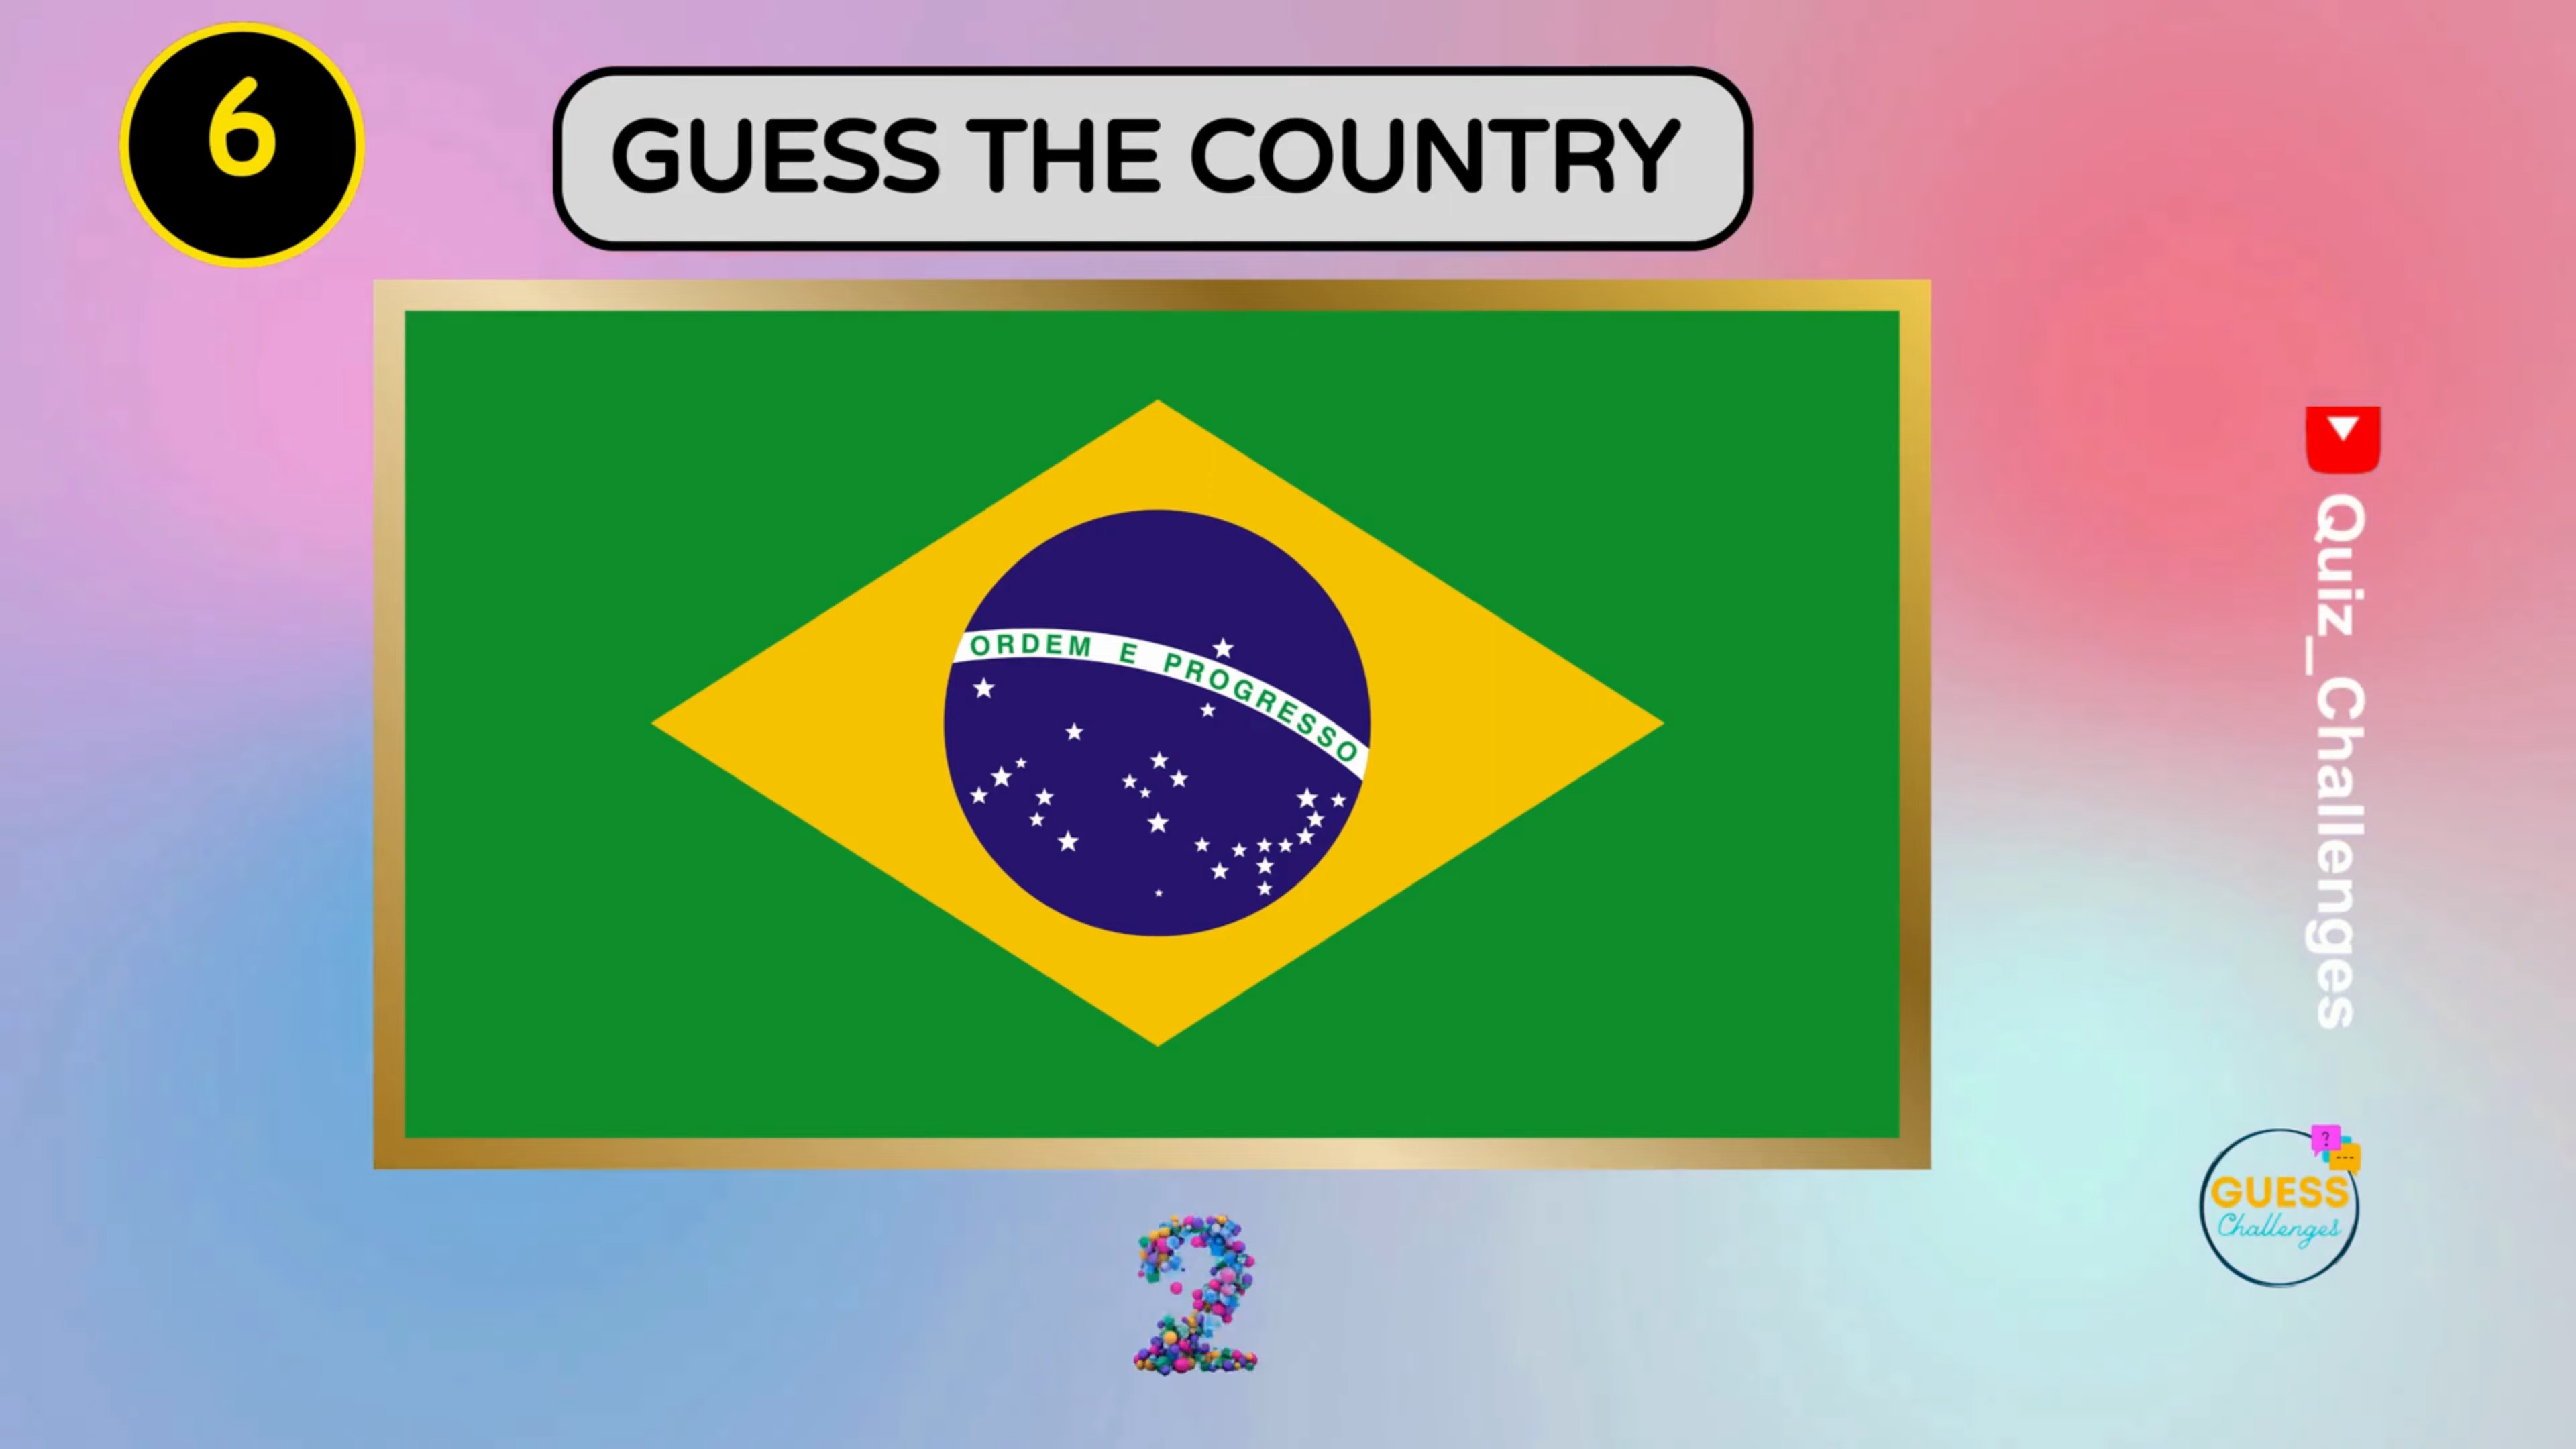 6
GUESS THE COUNTRY
ORDEM E PROGRESSO
Quiz_Challenges
?
GUESS
Challenges
2